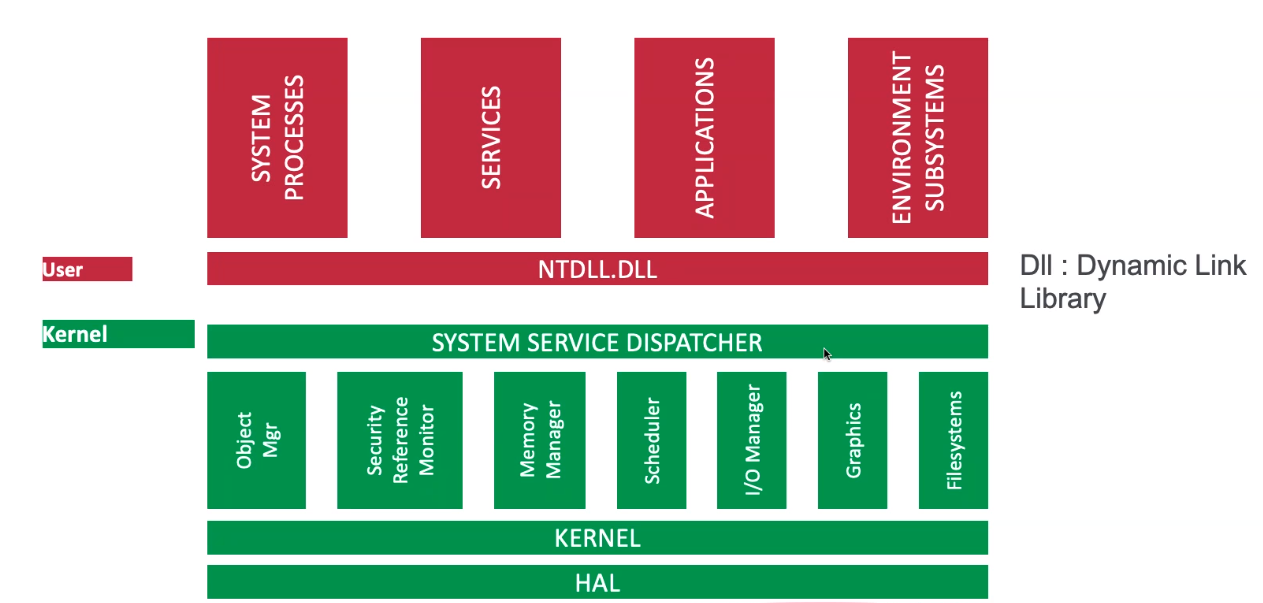 SYSTEM
PROCESSES
SERVICES
APPLICATIONS
ENVIRONMENT
SUBSYSTEMS
User
NTDLL.DLL
Dll : Dynamic Link
Library
Kernel
SYSTEM SERVICE DISPATCHER
Object
Mgr
Security
Reference
Monitor
Memory
Manager
Scheduler
I/O Manager
Graphics
Filesystems
KERNEL
HAL